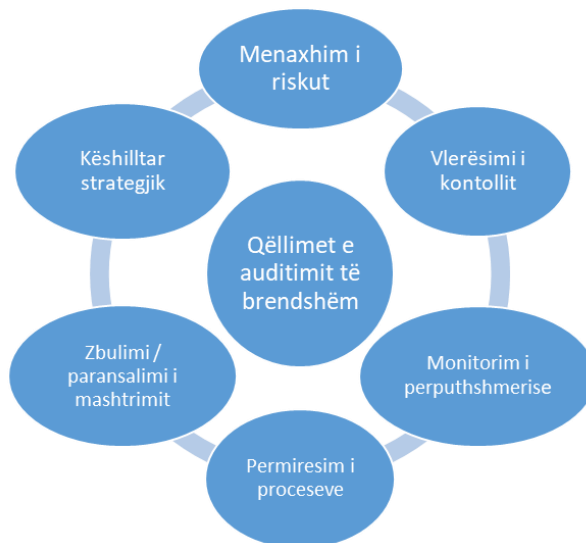 Menaxhim i
riskut
Vlerësimi i
kontollit
Monitorim i
perputhshmerise
Permiresim i
proceseve
Zbulimi /
paransalimi i
mashtrimit
Këshilltar
strategjik
Qëllimet e
auditimit të
brendshëm